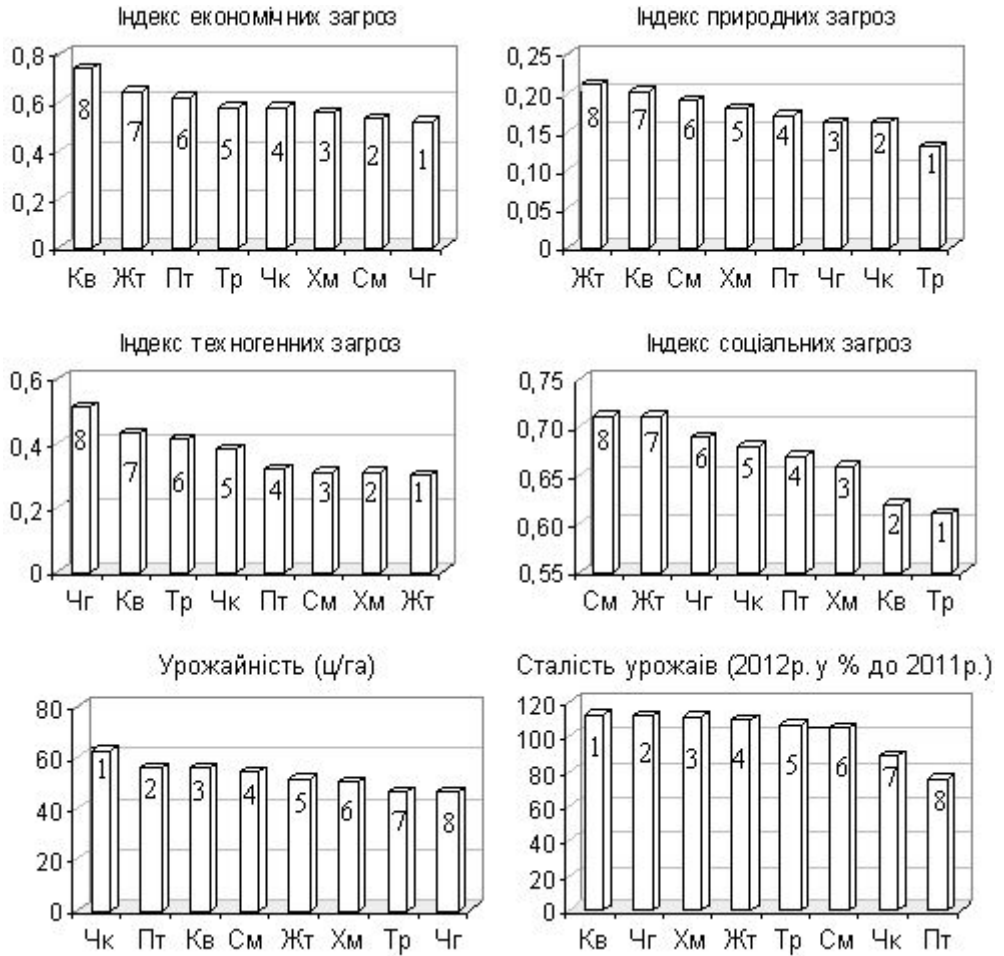 Індекс економічних загроз
0,8
0,6
0,4
0,2
0
8 7 6 5 4 3 2 1
Кв Жт Пт Тр Чк Хм См Чг
Індекс природних загроз
0,25
0,20
0,15
0,10
0,05
0
8 7 6 5 4 3 2 1
Жт Кв См Хм Пт Чг Чк Тр
Індекс техногенних загроз
0,6
0,4
0,2
0
8 7 6 5 4 3 2 1
Чг Кв Тр Чк Пт См Хм Жт
Індекс соціальних загроз
0,75
0,70
0,65
0,60
0,55
8 7 6 5 4 3 2 1
См Жт Чг Чк Пт Хм Кв Тр
Урожайність (ц/га)
80
60
40
20
0
1 2 3 4 5 6 7 8
Чк Пт Кв См Жт Хм Тр Чг
Сталість урожаїв (2012р. у % до 2011р.)
120
100
80
60
40
20
0
1 2 3 4 5 6 7 8
Кв Чг Хм Жт Тр См Чк Пт